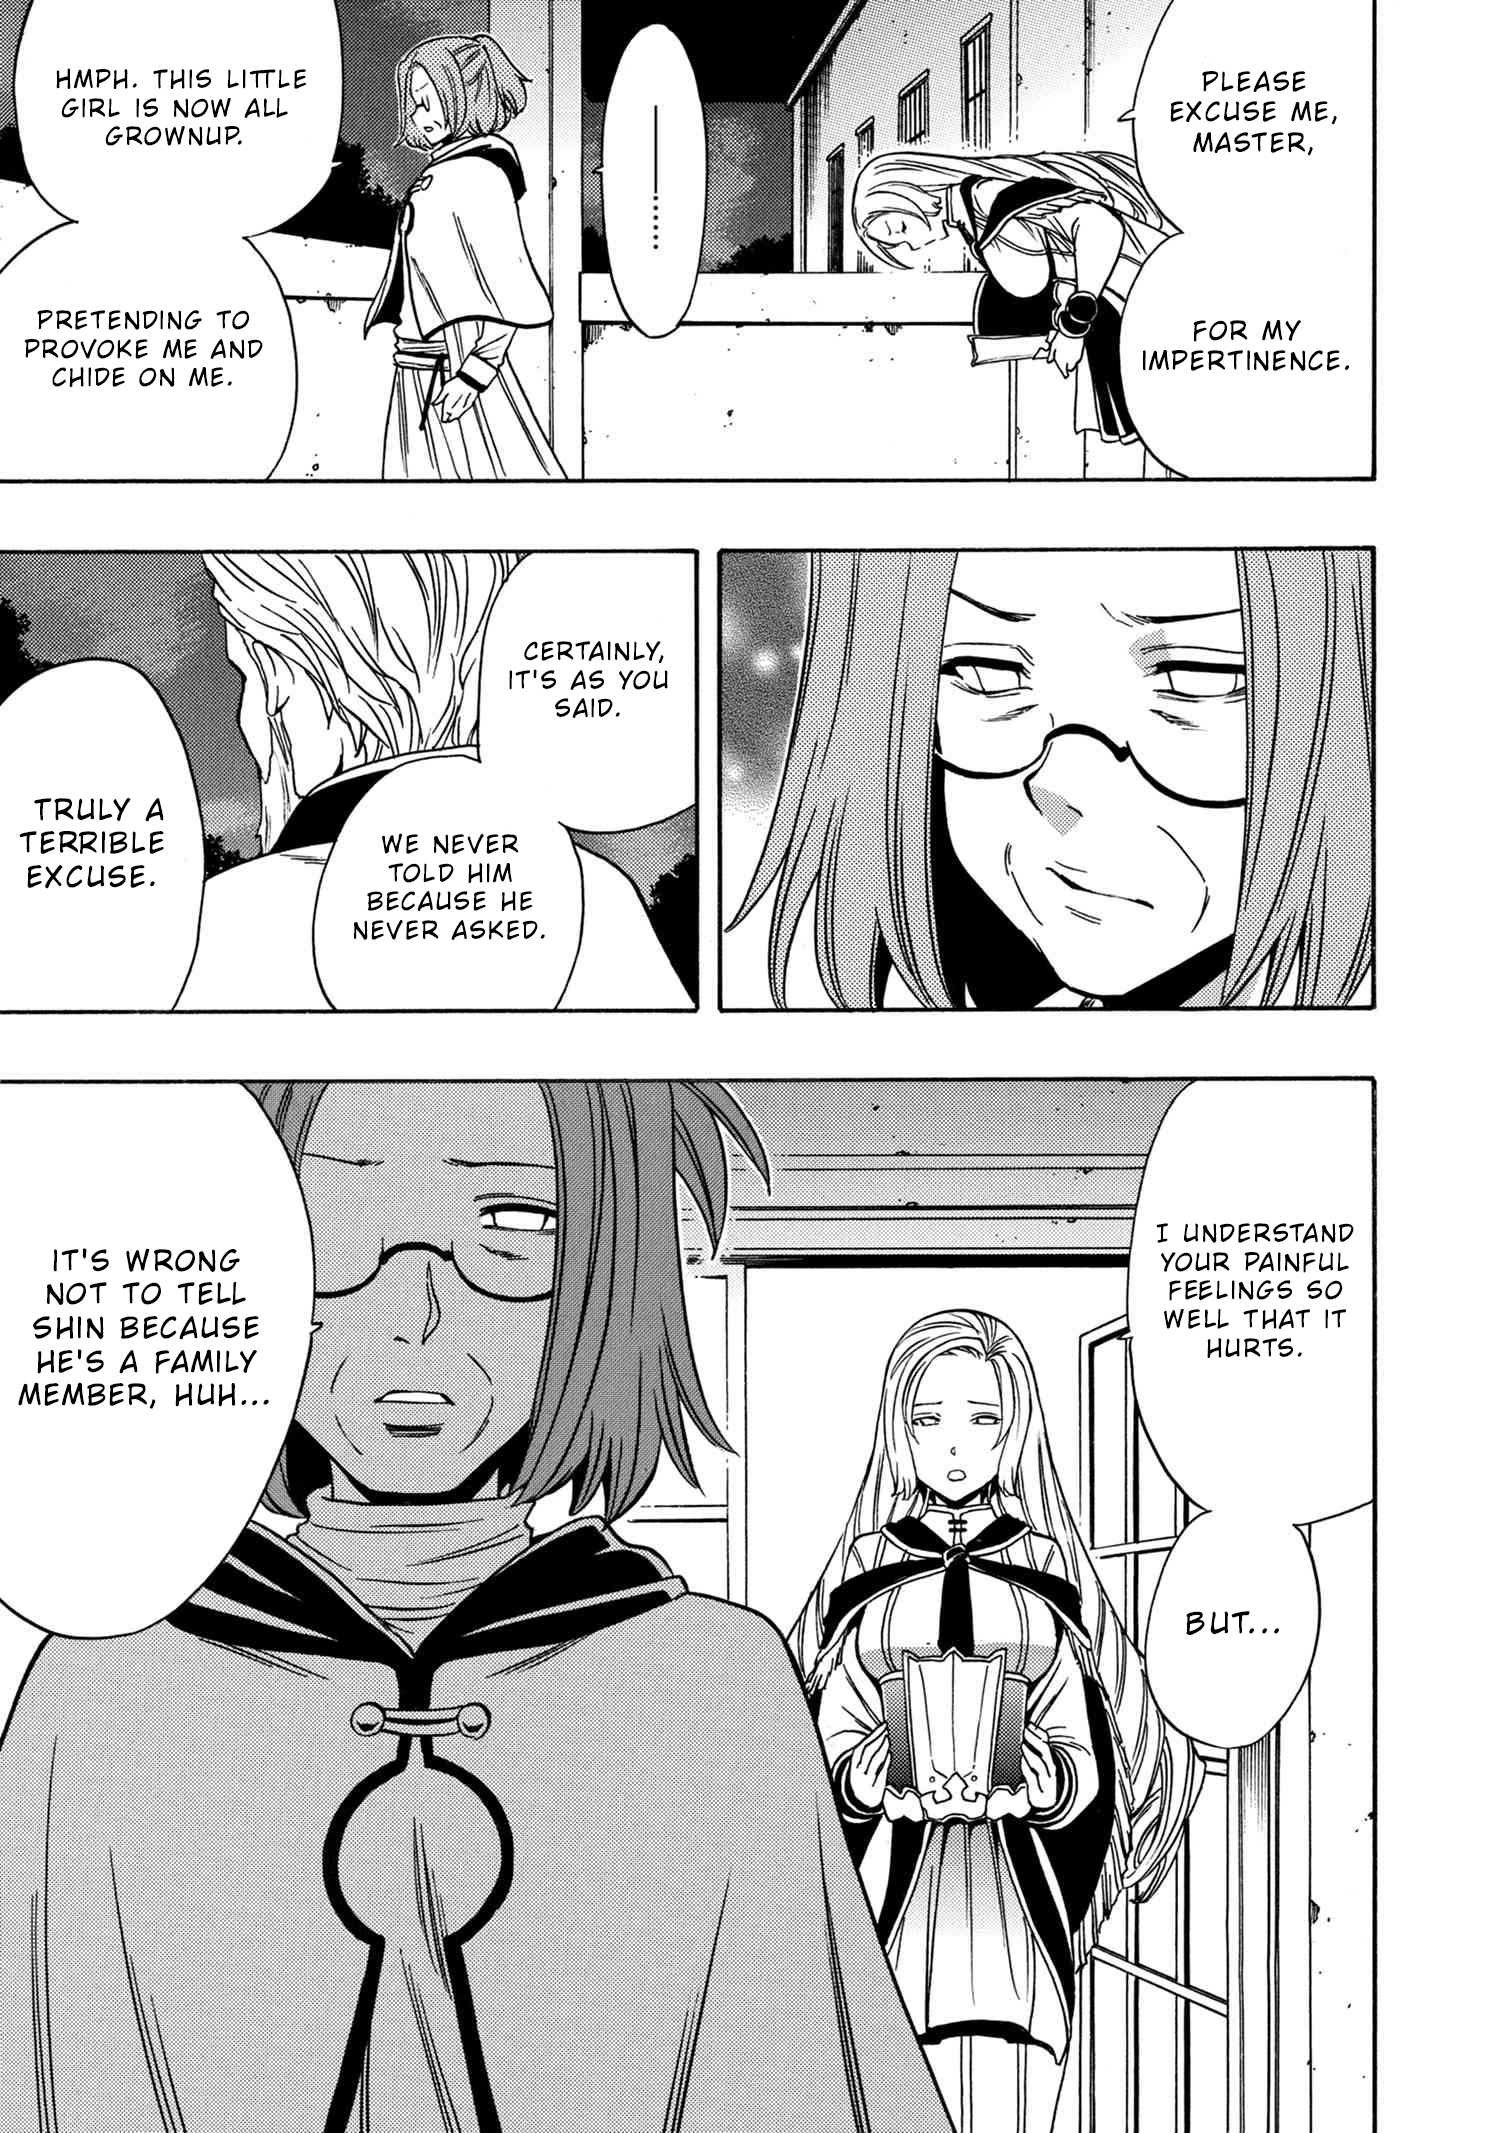 PLEASE
EXCUSE ME,
MASTER,
FOR MY
IMPERTINENCE.
HMPH. THIS LITTLE
GIRL IS NOW ALL
GROWNUP.
PRETENDING TO
PROVOKE ME AND
CHIDE ON ME.
CERTAINLY,
IT'S AS YOU
SAID.
WE NEVER
TOLD HIM
BECAUSE HE
NEVER ASKED.
TRULY A
TERRIBLE
EXCUSE.
I UNDERSTAND
YOUR PAINFUL
FEELINGS SO
WELL THAT IT
HURTS.
BUT...
IT'S WRONG
NOT TO TELL
SHIN BECAUSE
HE'S A FAMILY
MEMBER, HUH...